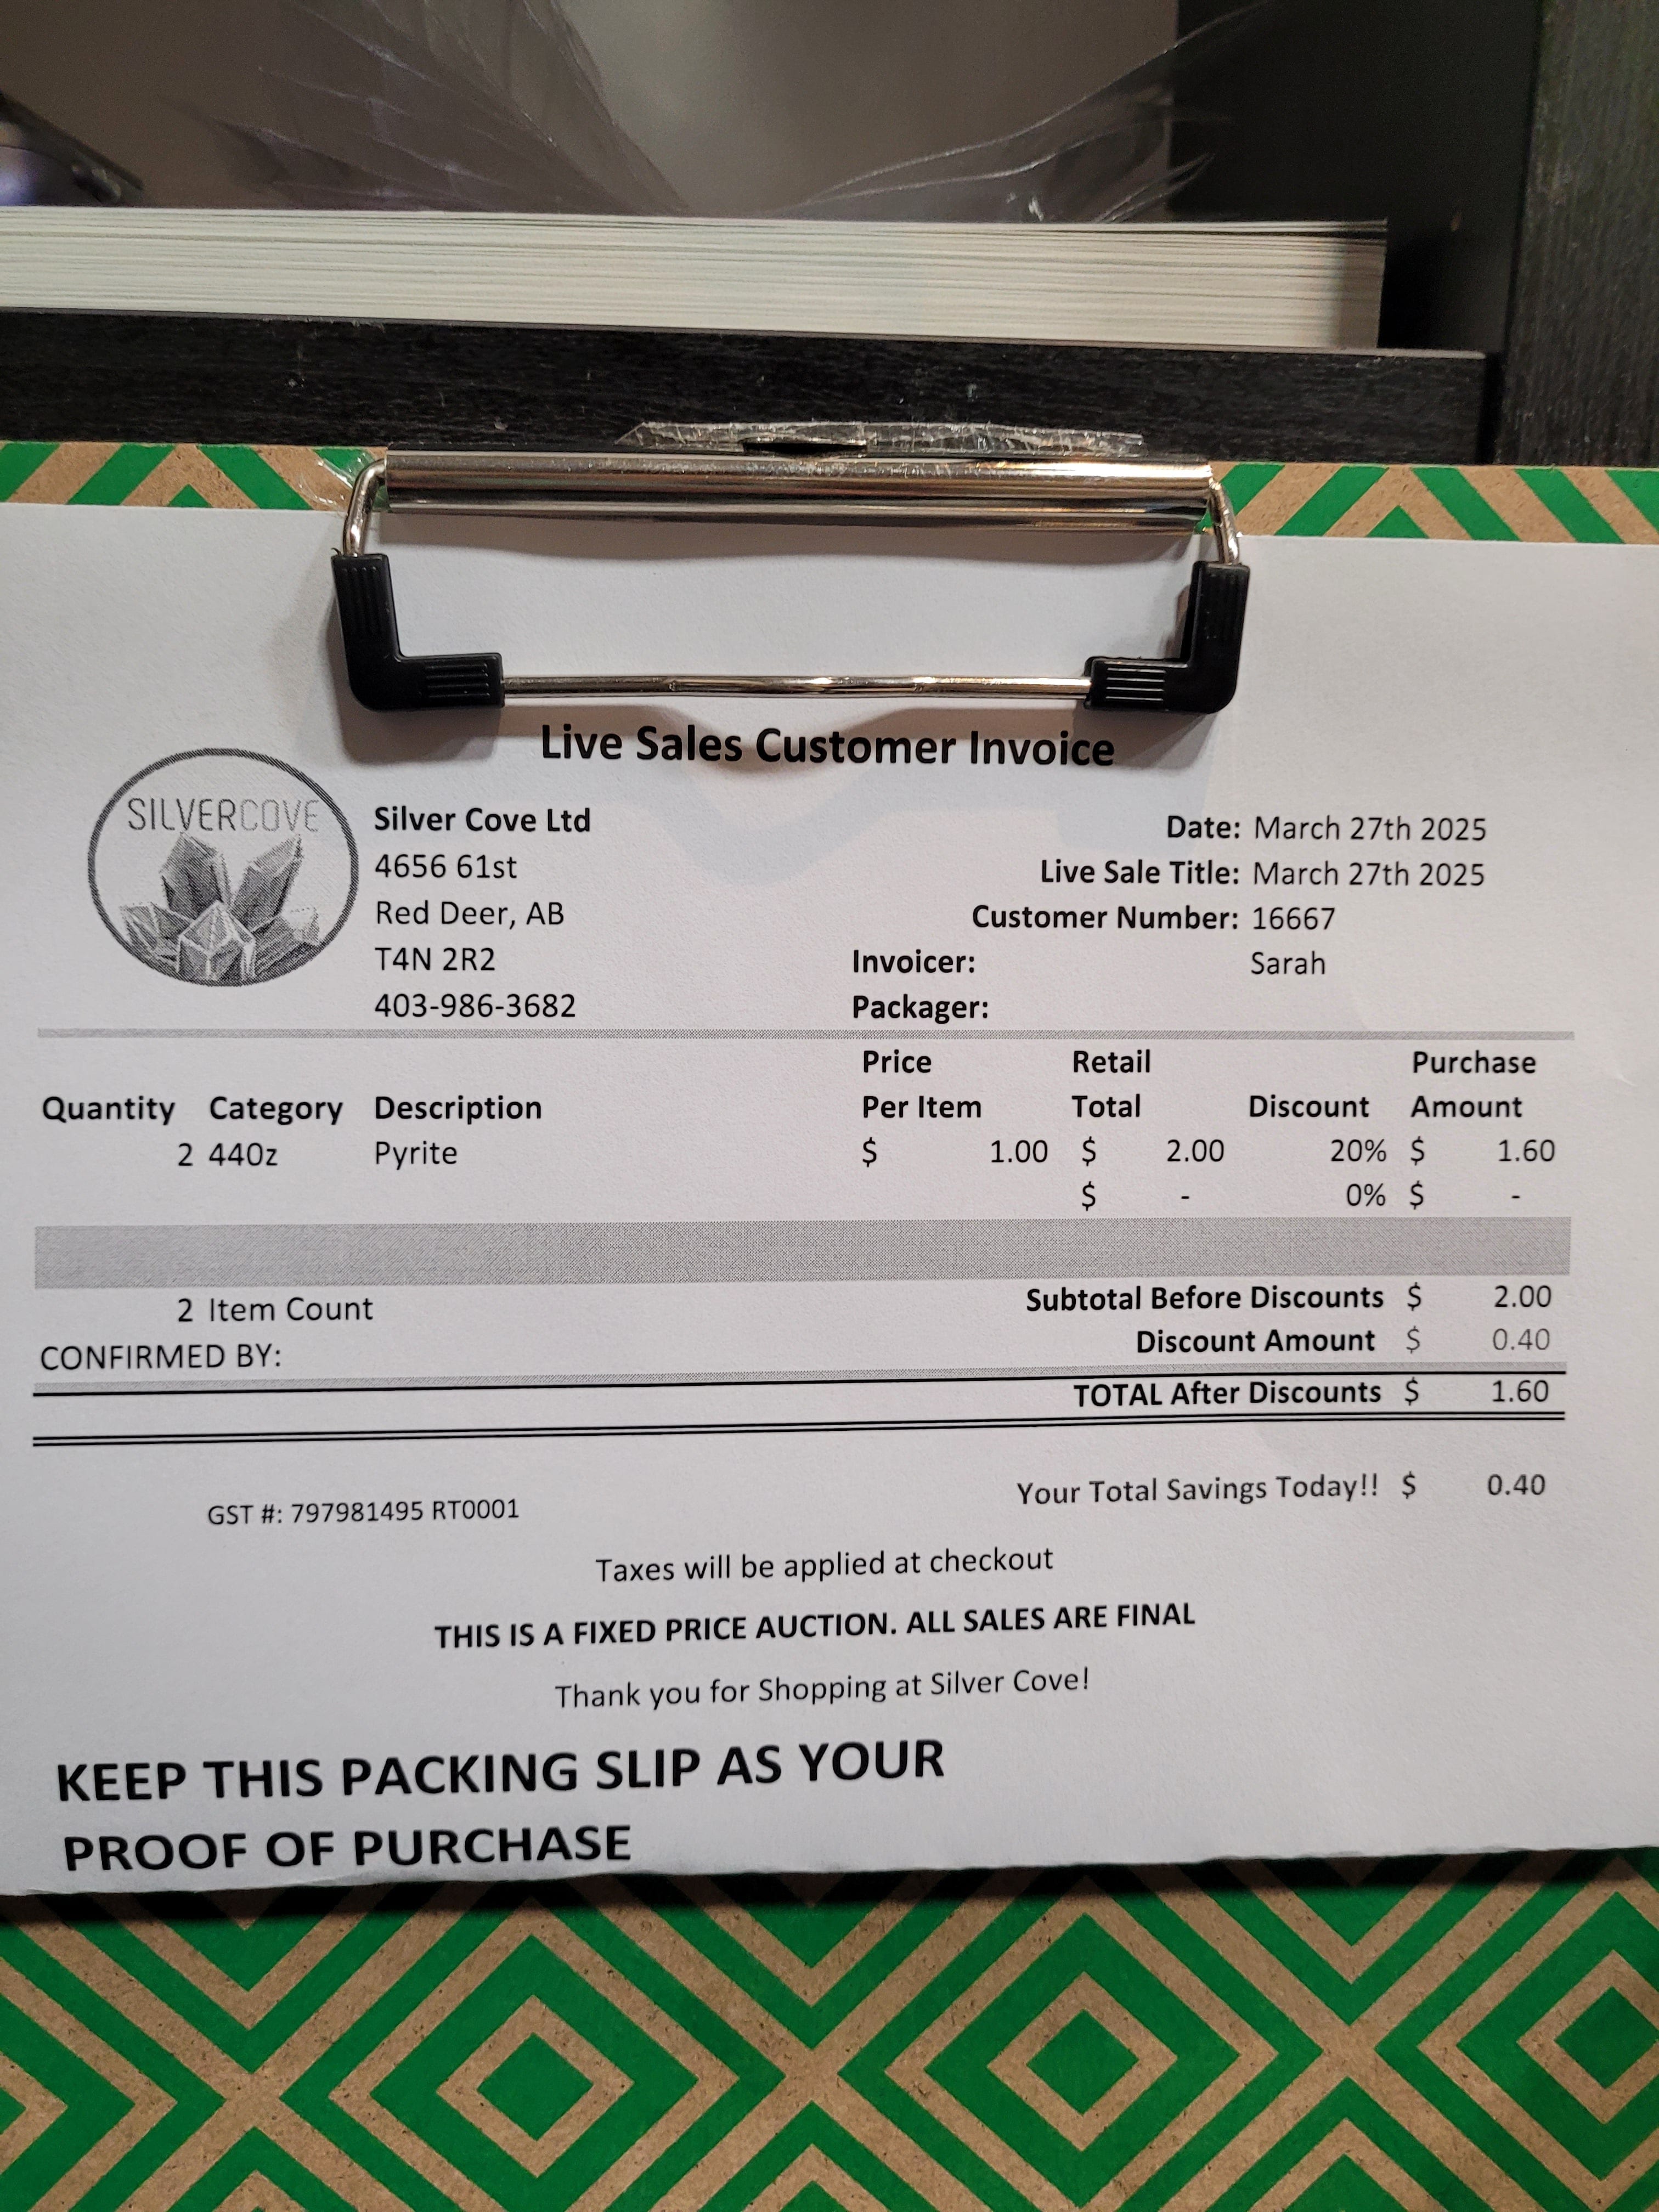 Live Sales Customer Invoice
SILVERCOVE
Silver Cove Ltd
4656 61st
Red Deer, AB
T4N 2R2
403-986-3682
Date: March 27th 2025
Live Sale Title: March 27th 2025
Customer Number: 16667
Invoicer: Sarah
Packager:
Price Retail Purchase
Quantity Category Description Per Item Total Discount Amount
2 440z Pyrite $ 1.00 $ 2.00 20% $ 1.60
$ - 0% $ -
2 Item Count Subtotal Before Discounts $ 2.00
Discount Amount $ 0.40
CONFIRMED BY:
TOTAL After Discounts $ 1.60
Your Total Savings Today!! $ 0.40
GST #: 797981495 RT0001
Taxes will be applied at checkout
THIS IS A FIXED PRICE AUCTION. ALL SALES ARE FINAL
Thank you for Shopping at Silver Cove!
KEEP THIS PACKING SLIP AS YOUR
PROOF OF PURCHASE